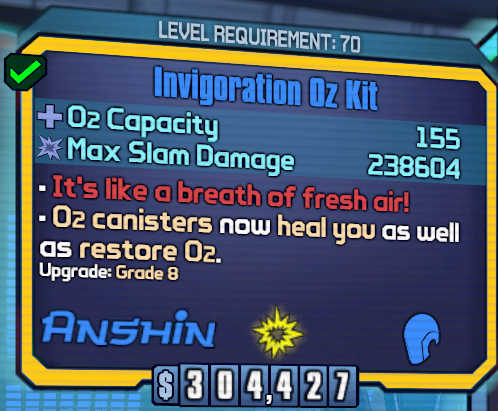 LEVEL REQUIREMENT: 70
Invigoration Oz Kit
O2 Capacity 155
Max Slam Damage 238604
• It's like a breath of fresh air!
• O2 canisters now heal you as well
as restore O2.
Upgrade: Grade 8
ANSHIN
$304,427